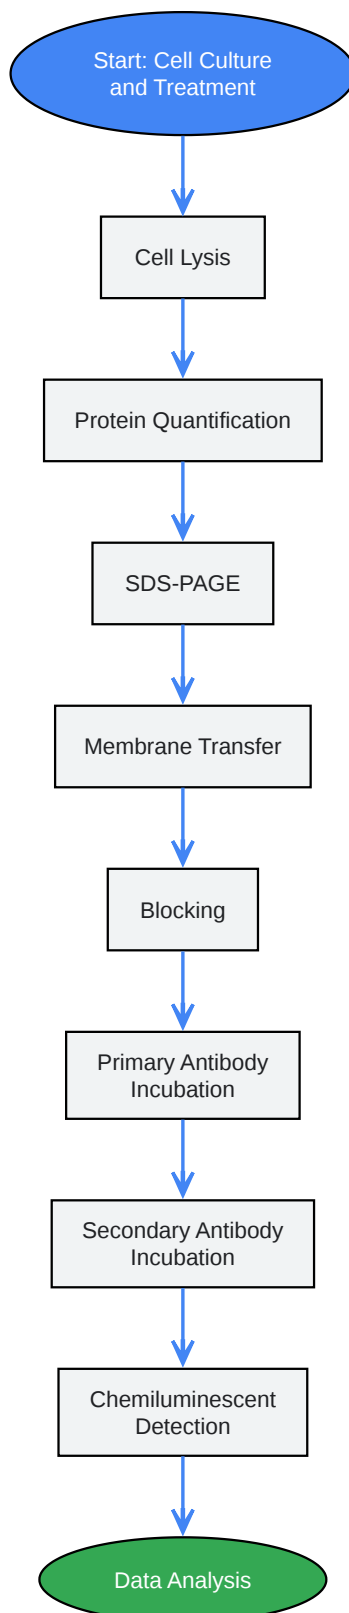 Start: Cell Culture
and Treatment
Cell Lysis
Protein Quantification
SDS-PAGE
Membrane Transfer
Blocking
Primary Antibody
Incubation
Secondary Antibody
Incubation
Chemiluminescent
Detection
Data Analysis